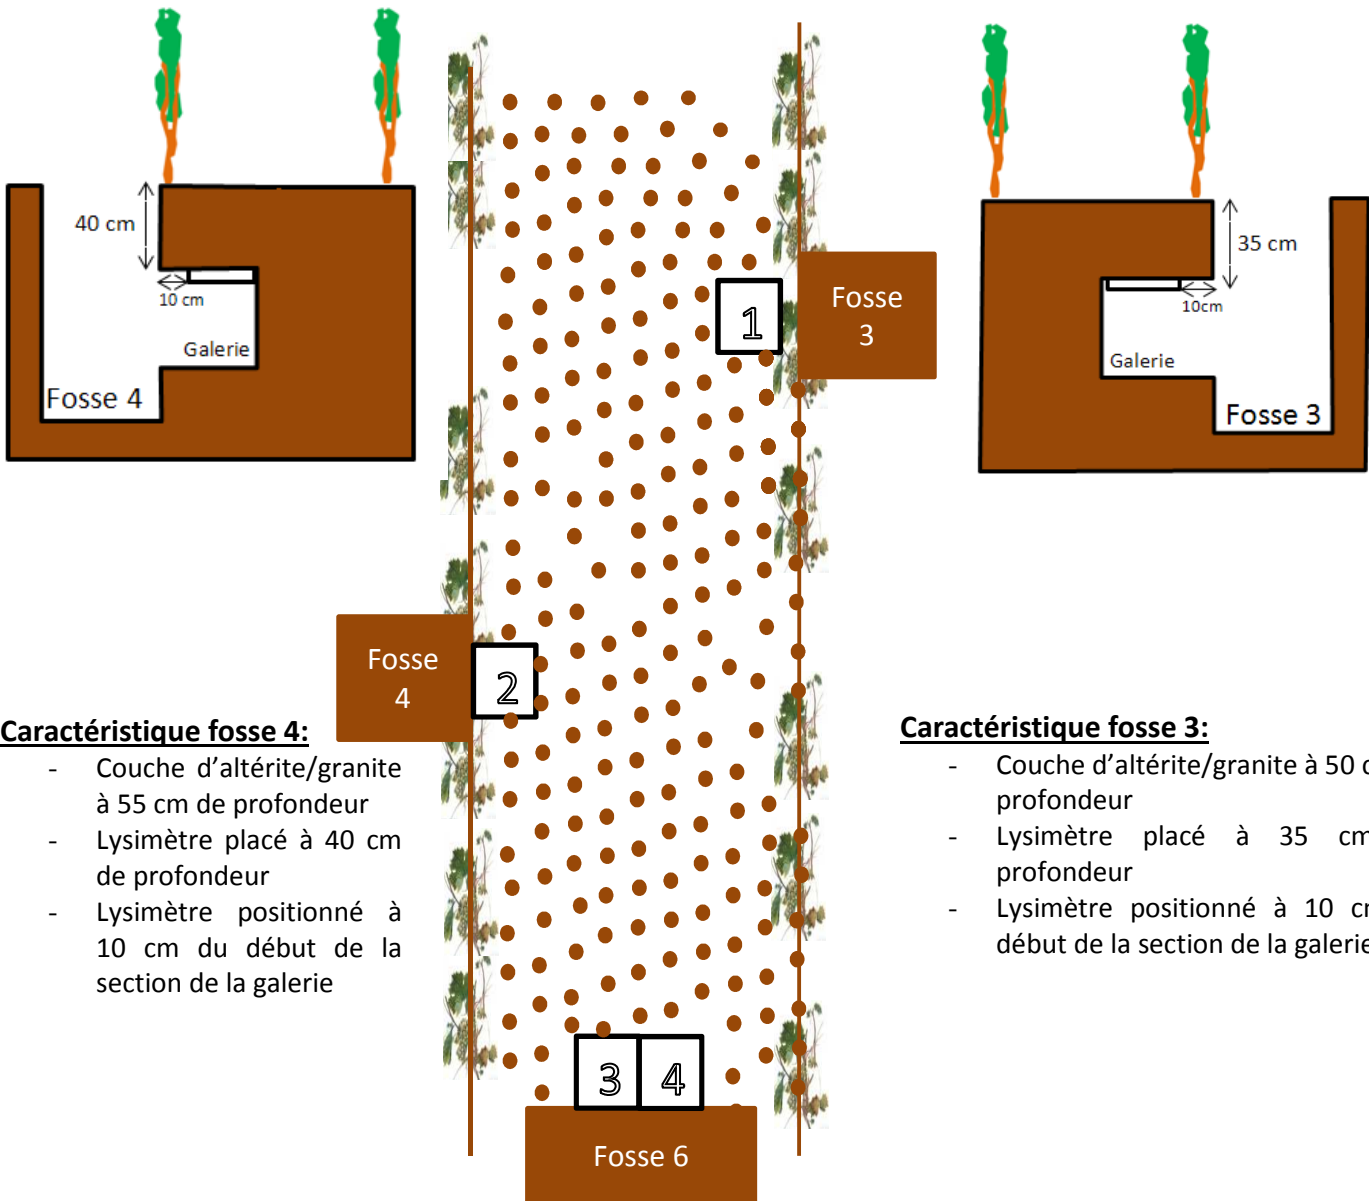 40 cm
10 cm
Galerie
Fosse 4
35 cm
10cm
Galerie
Fosse 3
1
Fosse
3
Fosse
4
2
3
4
Fosse 6
Caractéristique fosse 4:
- Couche d’altérite/granite
à 55 cm de profondeur
- Lysimètre placé à 40 cm
de profondeur
- Lysimètre positionné à
10 cm du début de la
section de la galerie
Caractéristique fosse 3:
- Couche d’altérite/granite à 50
profondeur
- Lysimètre placé à 35 cm
profondeur
- Lysimètre positionné à 10
début de la section de la galerie